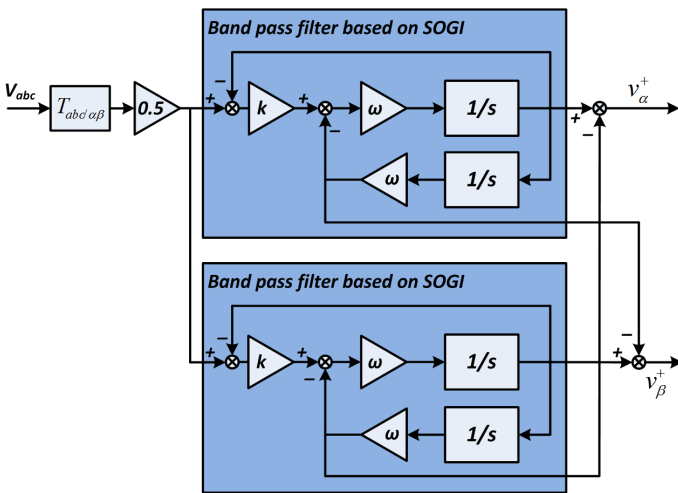 Band pass filter based on SOGI
V_abc
T_abc/αβ
0.5
+
−
k
+
−
ω
1/s
ω
1/s
+
−
v_α^+
Band pass filter based on SOGI
+
−
k
+
−
ω
1/s
ω
1/s
+
−
v_β^+